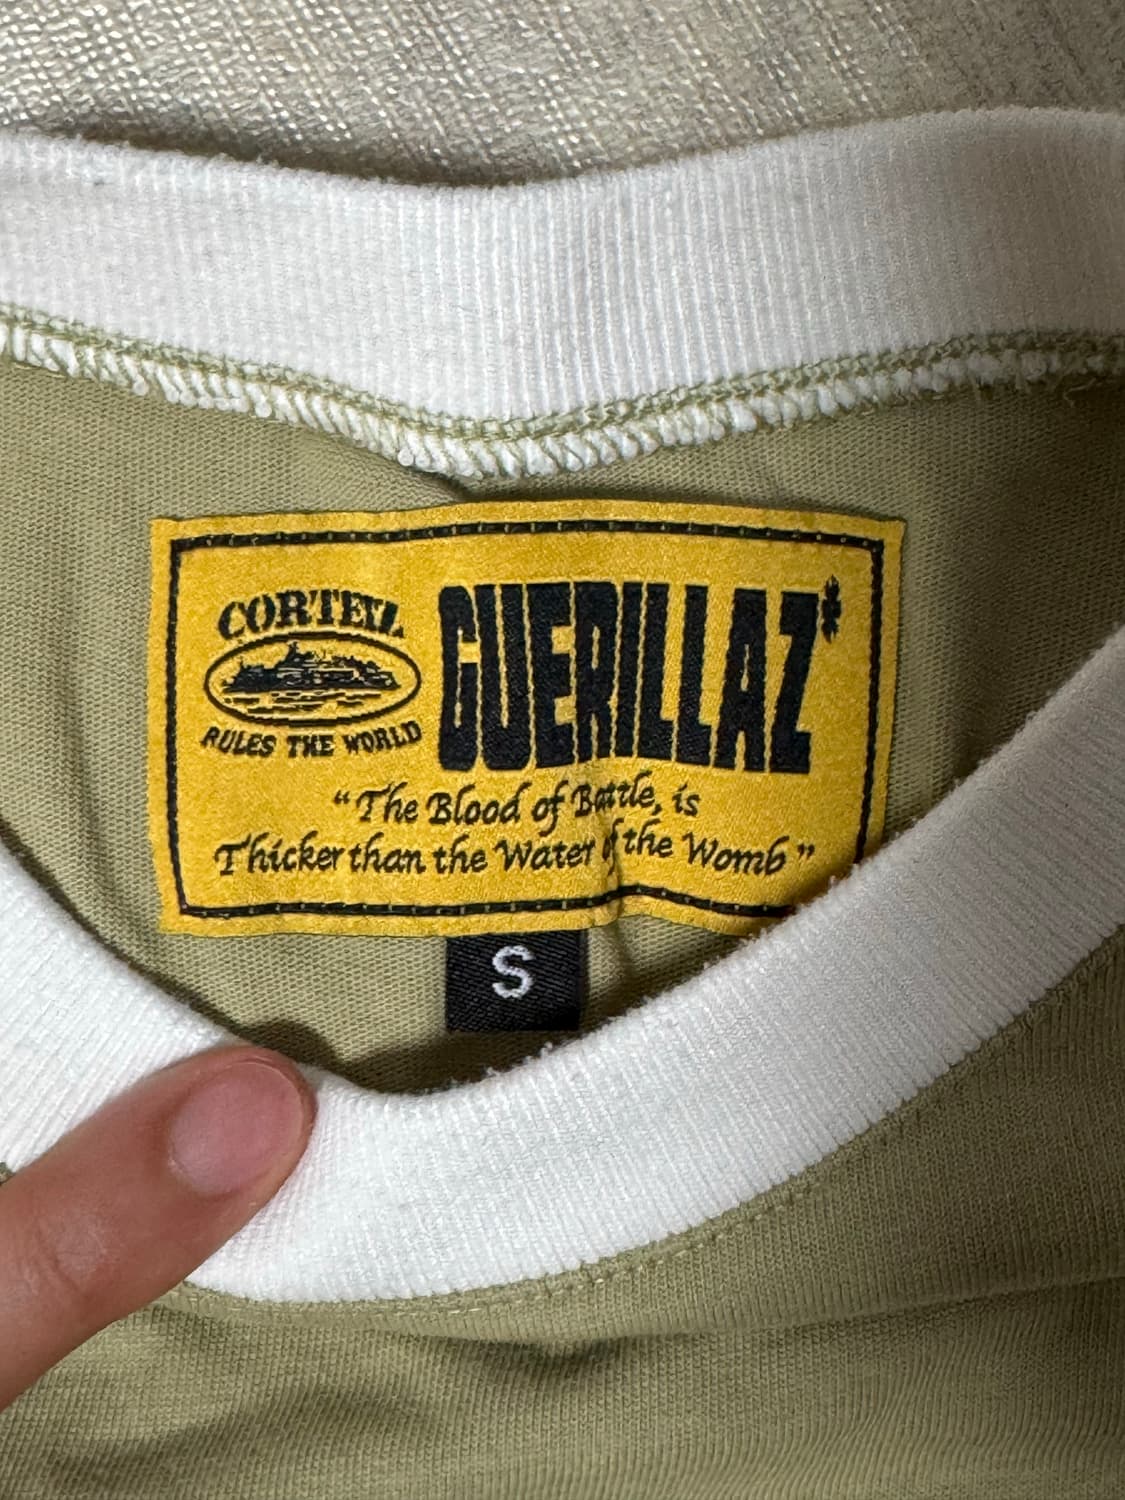 CORTEIZ
RULES THE WORLD
GUERILLAZ*
“The Blood of Battle, is
Thicker than the Water of the Womb”
S